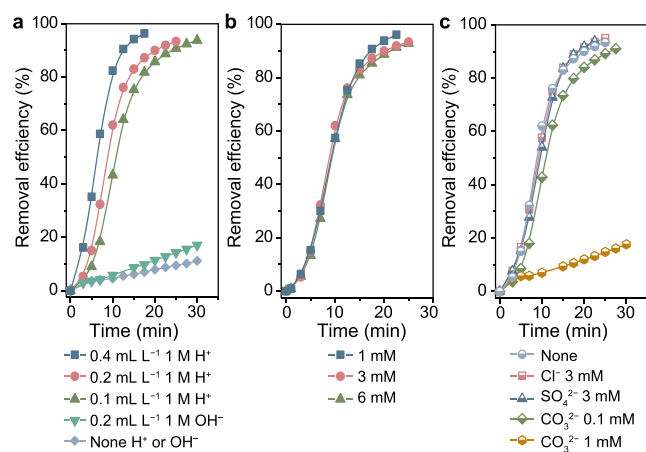 a
Removal effciency (%)
100
80
60
40
20
0
0
10
20
30
Time (min)
0.4 mL L⁻¹ 1 M H⁺
0.2 mL L⁻¹ 1 M H⁺
0.1 mL L⁻¹ 1 M H⁺
0.2 mL L⁻¹ 1 M OH⁻
None H⁺ or OH⁻
b
Removal effciency (%)
100
80
60
40
20
0
0
10
20
30
Time (min)
1 mM
3 mM
6 mM
c
Removal effciency (%)
100
80
60
40
20
0
0
10
20
30
Time (min)
None
Cl⁻ 3 mM
SO₄²⁻ 3 mM
CO₃²⁻ 0.1 mM
CO₃²⁻ 1 mM